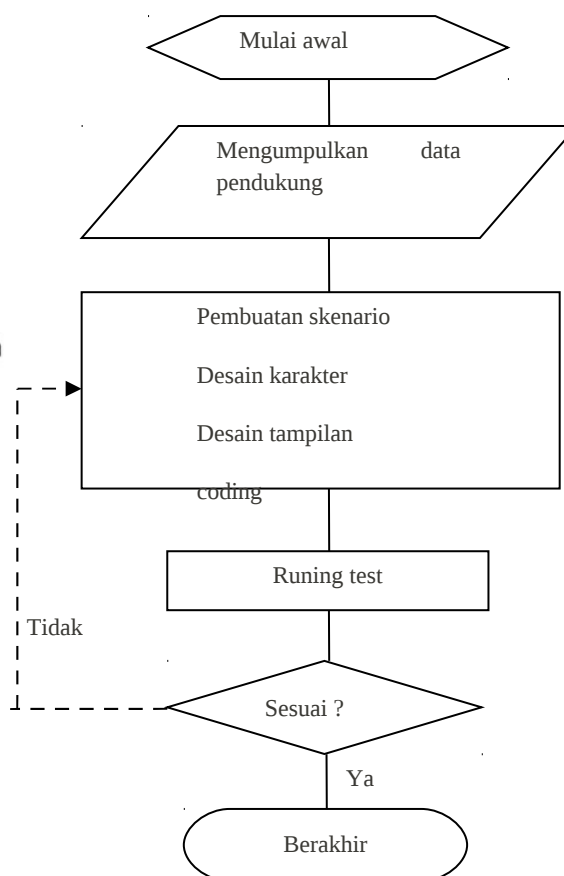 Mulai awal
Mengumpulkan data
pendukung
Pembuatan skenario
Desain karakter
Desain tampilan
coding
Runing test
Tidak
Sesuai ?
Ya
Berakhir